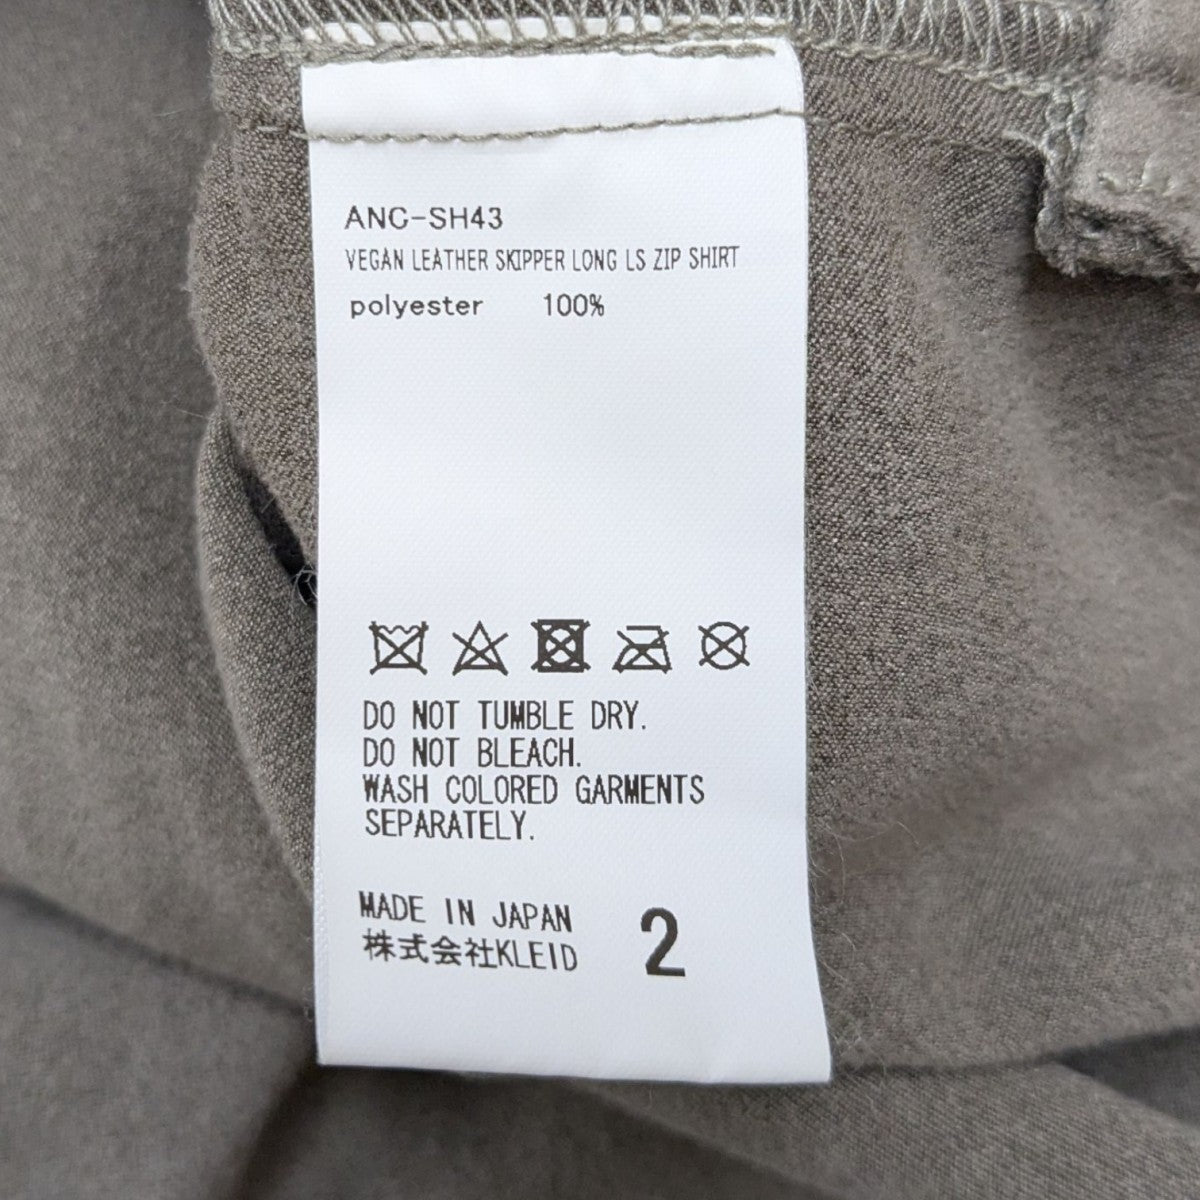 ANC-SH43
VEGAN LEATHER SKIPPER LONG LS ZIP SHIRT
polyester 100%
DO NOT TUMBLE DRY.
DO NOT BLEACH.
WASH COLORED GARMENTS
SEPARATELY.
MADE IN JAPAN
株式会社KLEID
2